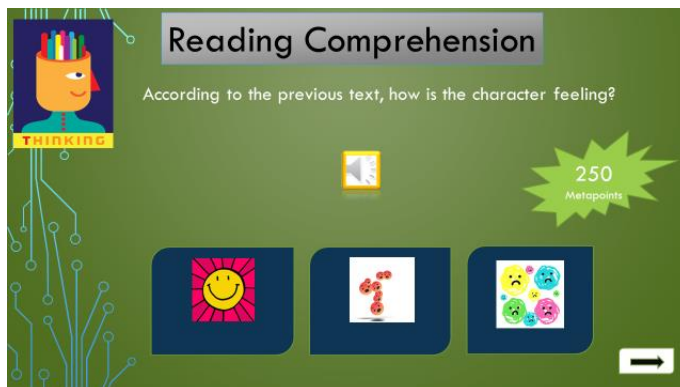 Reading Comprehension
THINKING
According to the previous text, how is the character feeling?
250
Metapoints